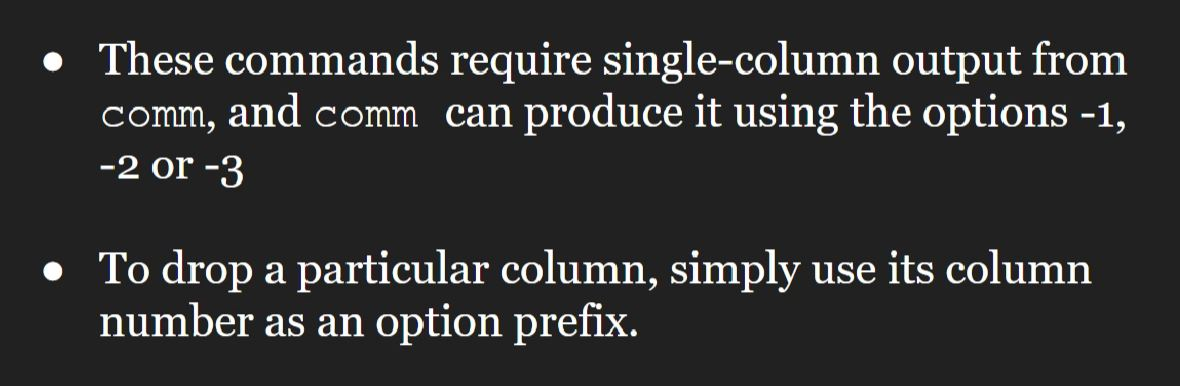 ● These commands require single-column output from
comm, and comm can produce it using the options -1,
-2 or -3
● To drop a particular column, simply use its column
number as an option prefix.